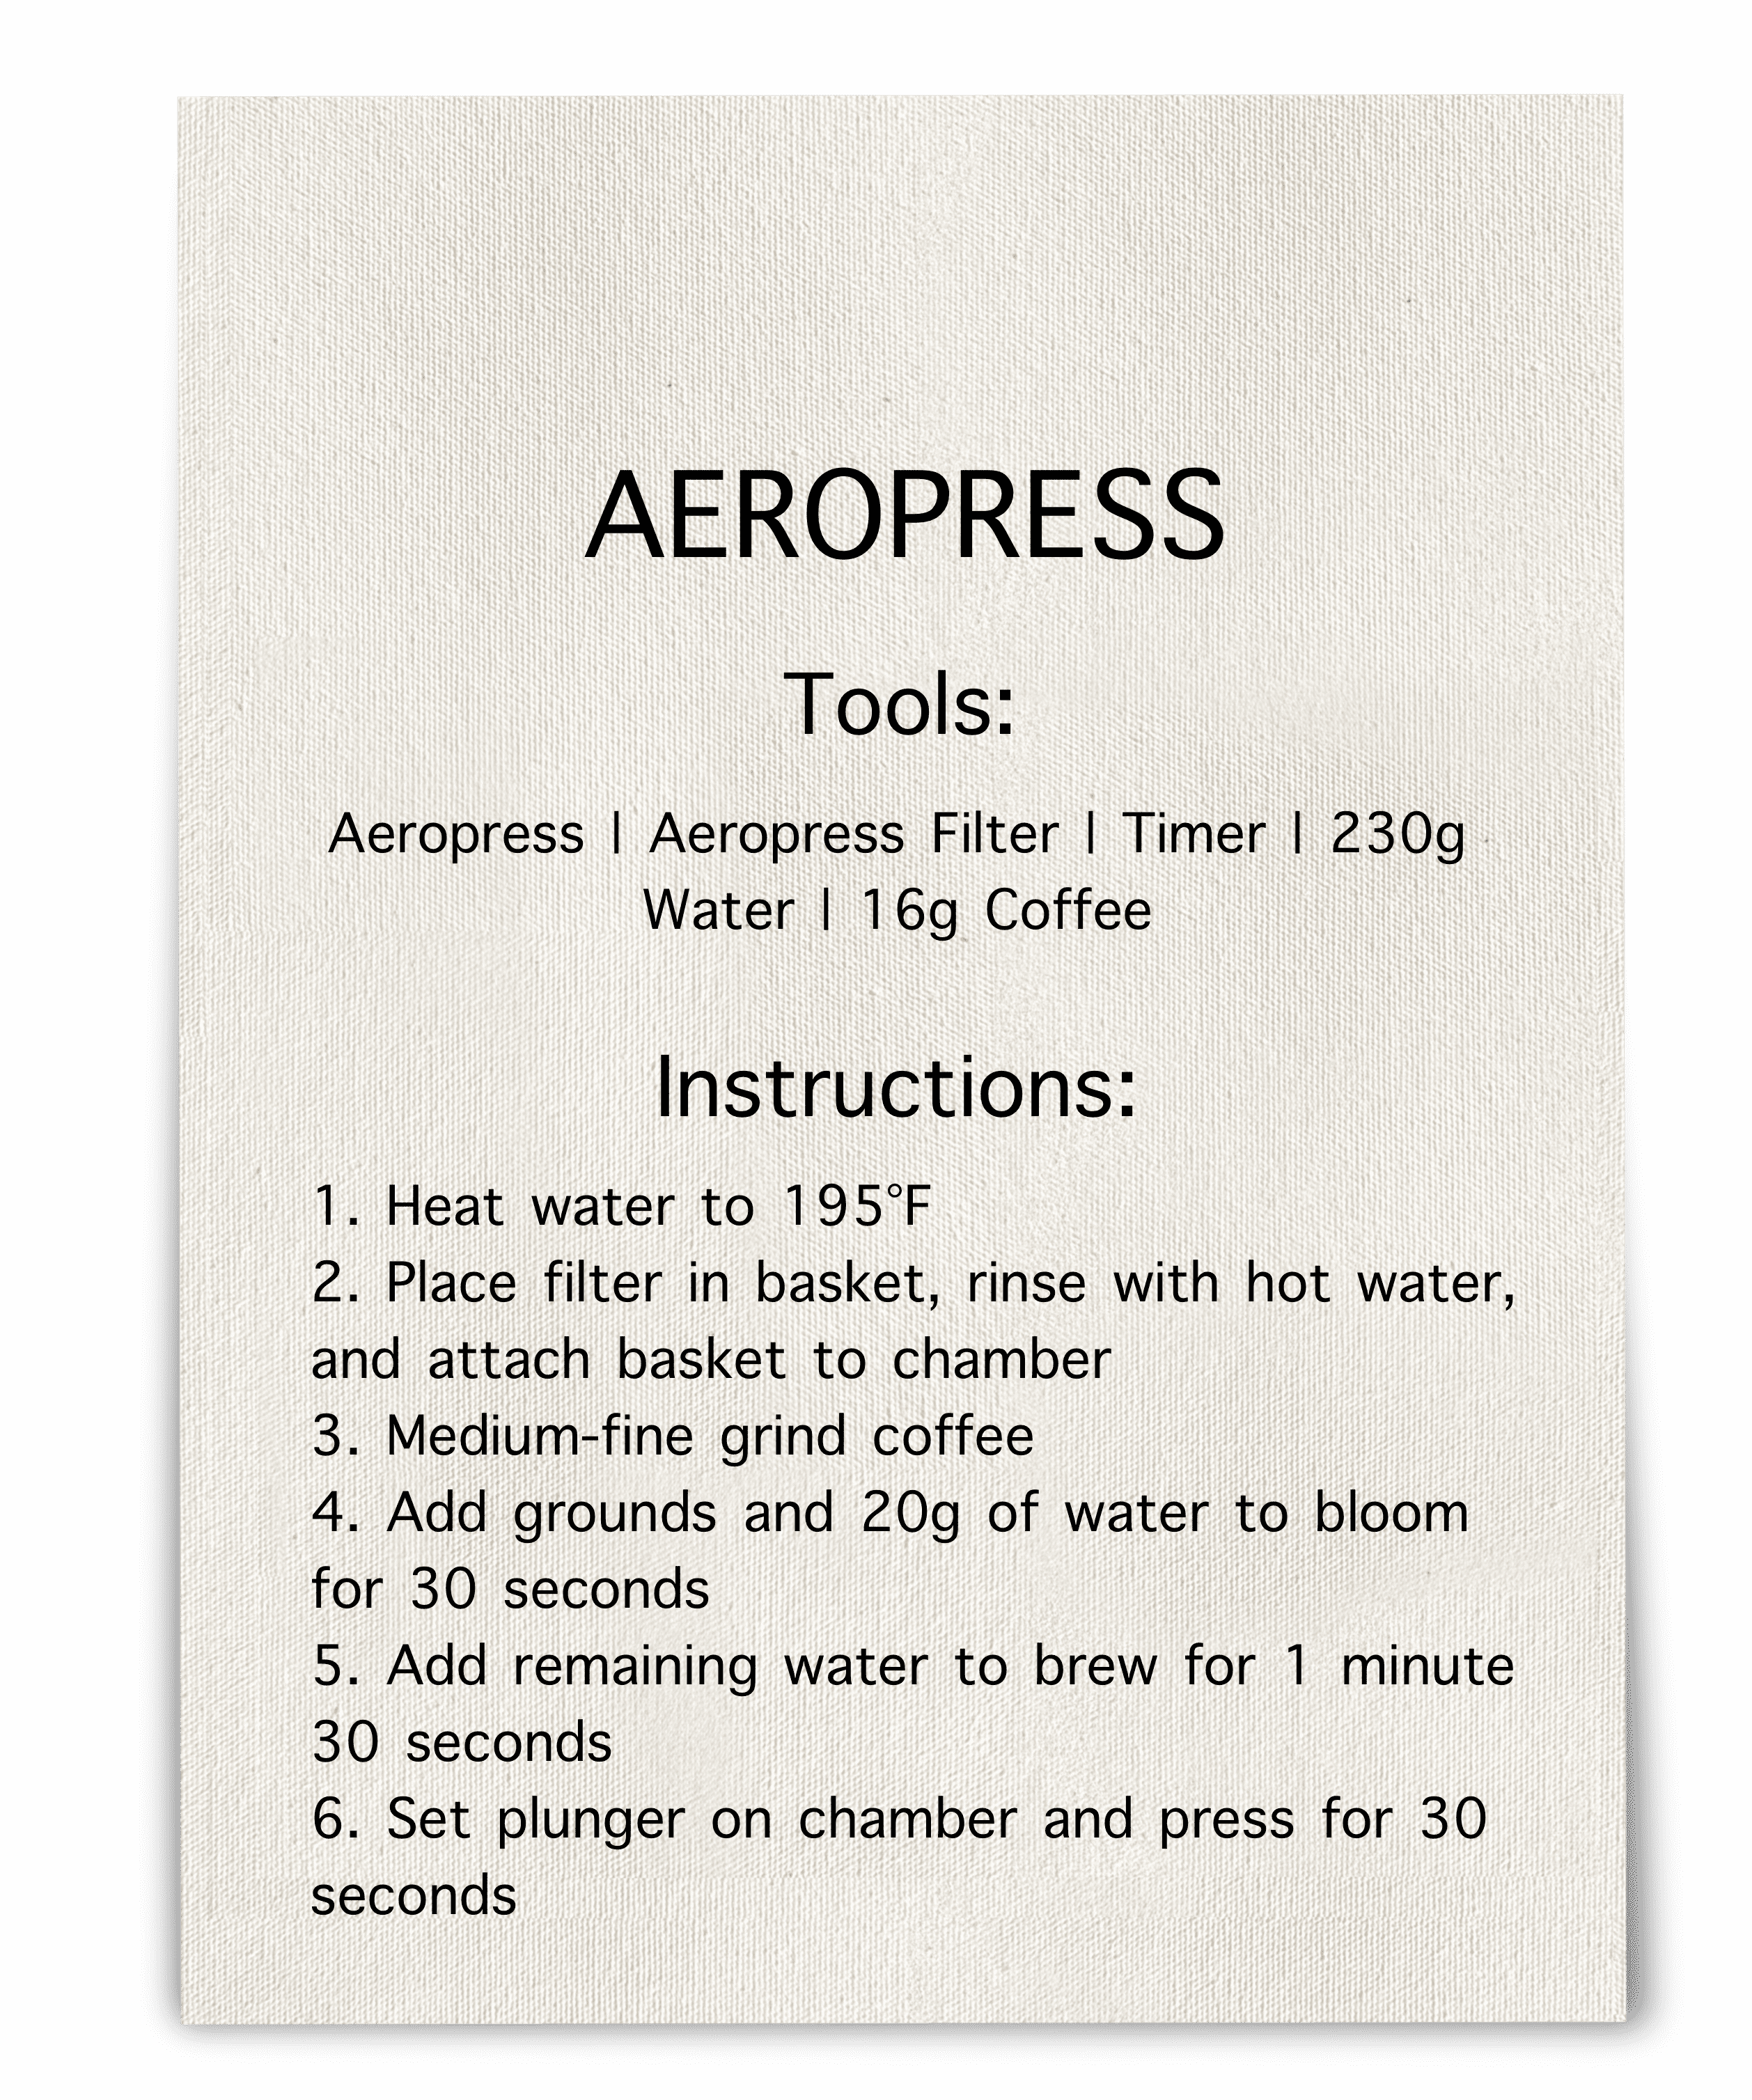 AEROPRESS
Tools:
Aeropress | Aeropress Filter | Timer | 230g
Water | 16g Coffee
Instructions:
1. Heat water to 195°F
2. Place filter in basket, rinse with hot water,
and attach basket to chamber
3. Medium-fine grind coffee
4. Add grounds and 20g of water to bloom
for 30 seconds
5. Add remaining water to brew for 1 minute
30 seconds
6. Set plunger on chamber and press for 30
seconds